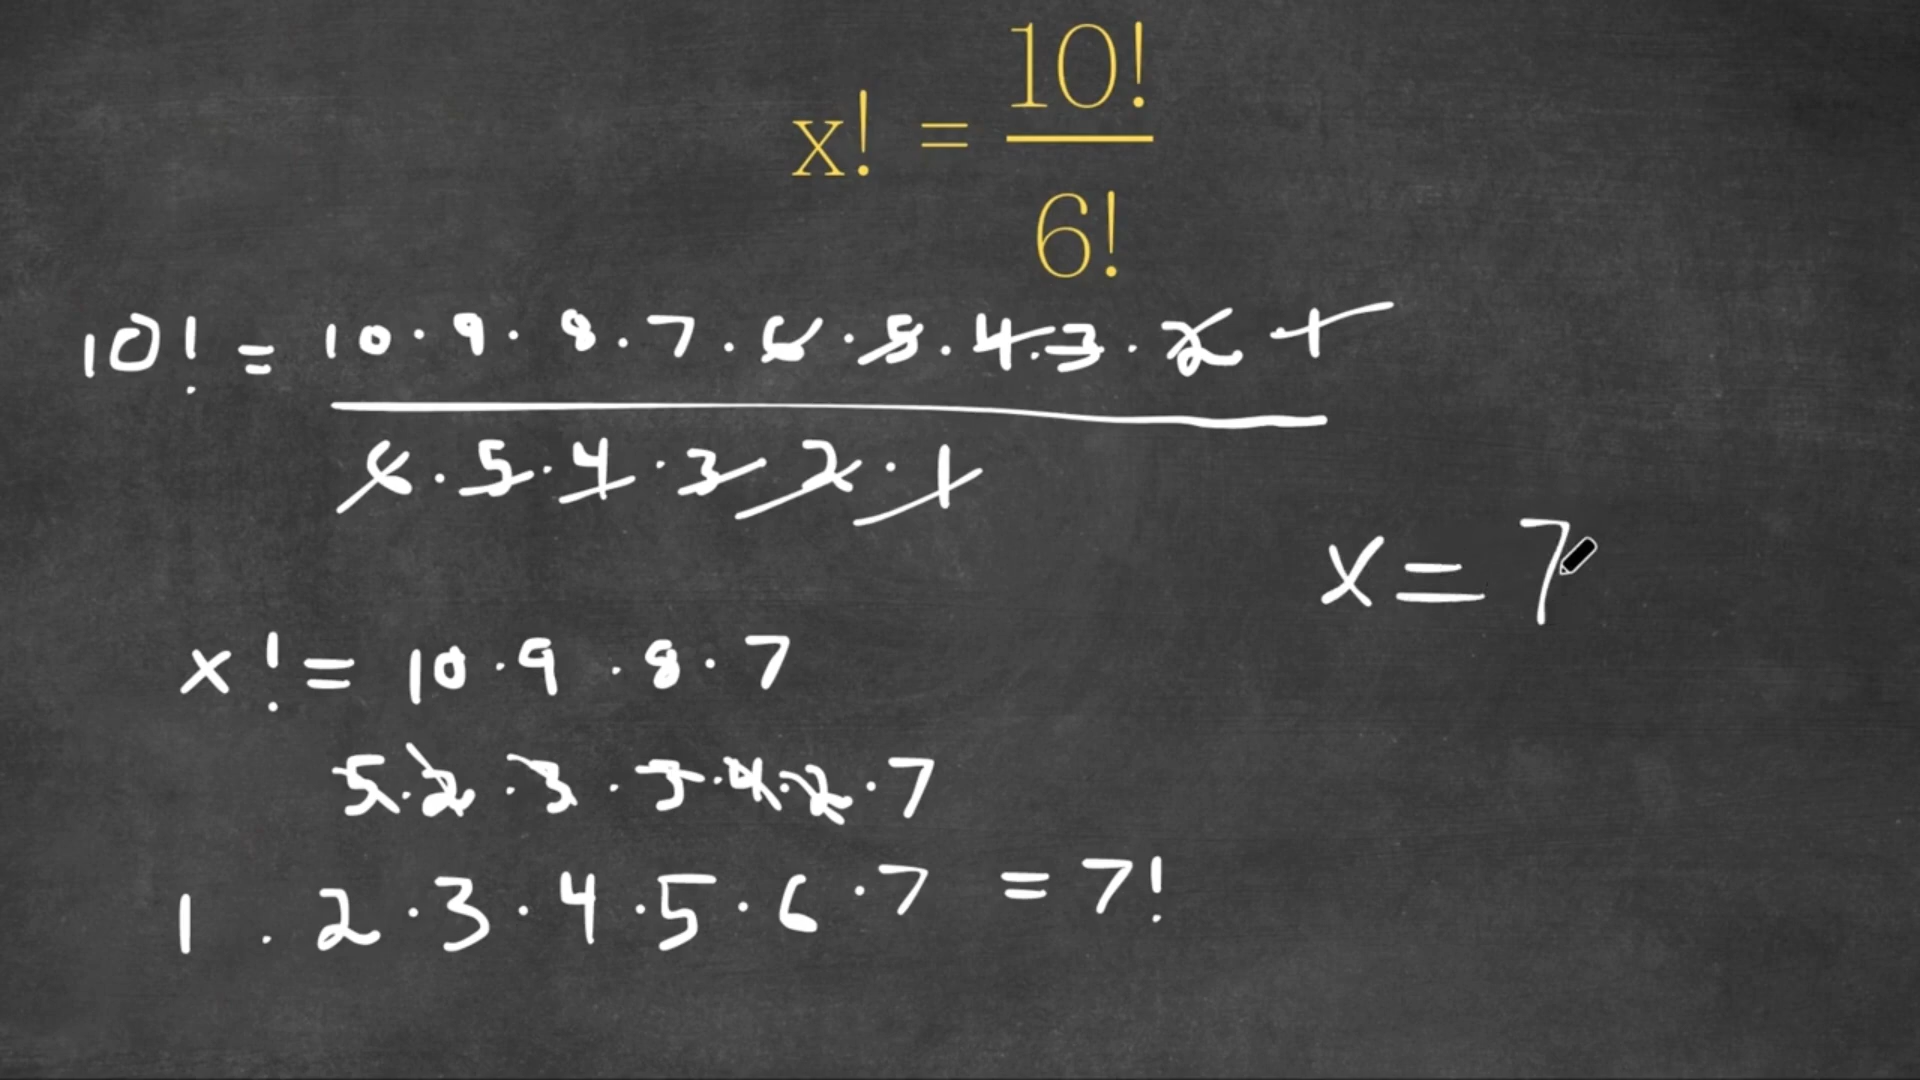 x! = 10!/6!
10! = 10 · 9 · 8 · 7 · 6 · 5 · 4 · 3 · 2 1
6 · 5 · 4 · 3 2 · 1
x = 7
x! = 10 · 9 · 8 · 7
5 · 2 · 3 · 3 · 4 · 2 · 7
1 . 2 · 3 · 4 · 5 · 6 · 7 = 7!